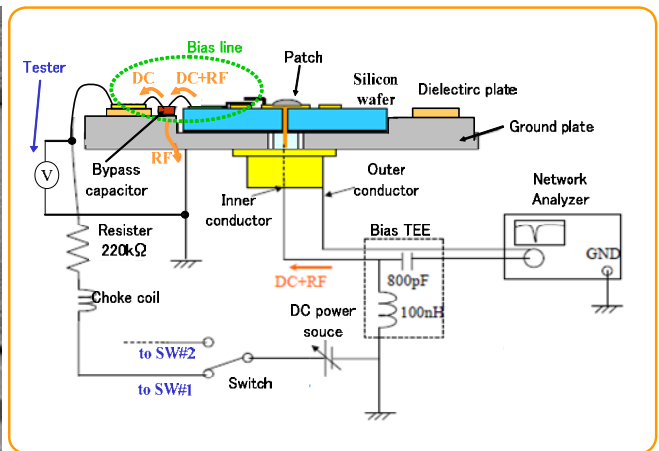 Bias line
Tester
DC
DC+RF
Patch
Silicon
wafer
Dielectirc plate
Ground plate
RF
V
Bypass
capacitor
Inner
conductor
Outer
conductor
Network
Analyzer
Resister
220kΩ
Bias TEE
GND
DC+RF
800pF
Choke coil
DC power
souce
100nH
to SW#2
to SW#1
Switch